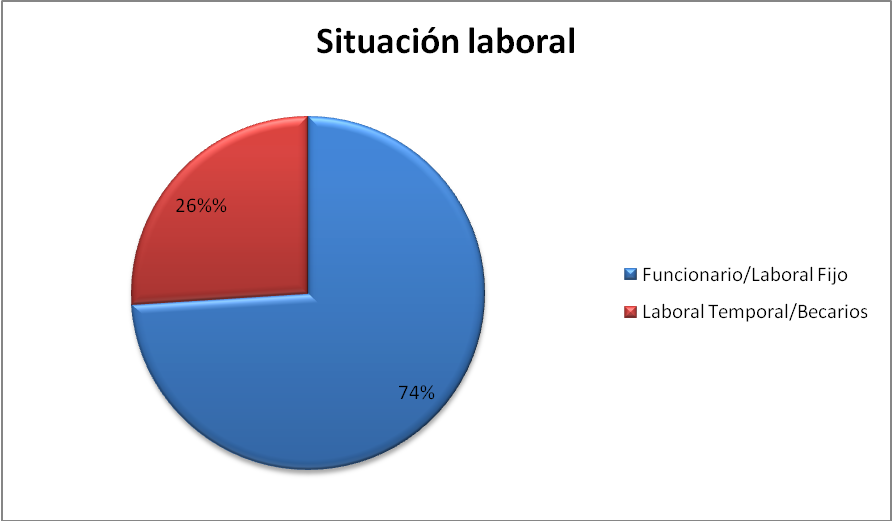 Situación laboral
26%%
Funcionario/Laboral Fijo
Laboral Temporal/Becarios
74%